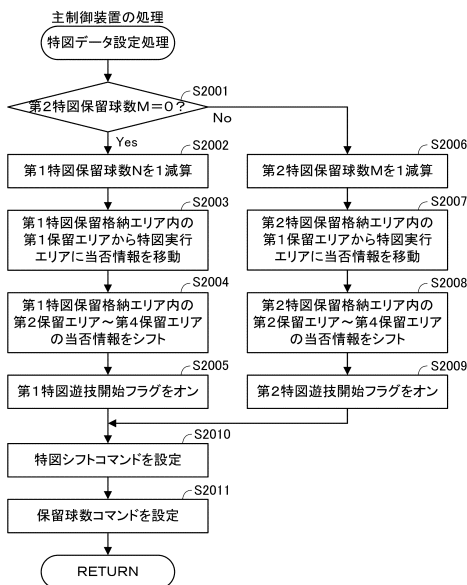 主制御装置の処理
特図データ設定処理
S2001
第2特図保留球数M=0?
No
Yes
S2002
第1特図保留球数Nを1減算
S2003
第1特図保留格納エリア内の
第1保留エリアから特図実行
エリアに当否情報を移動
S2004
第1特図保留格納エリア内の
第2保留エリア～第4保留エリア
の当否情報をシフト
S2005
第1特図遊技開始フラグをオン
S2006
第2特図保留球数Mを1減算
S2007
第2特図保留格納エリア内の
第1保留エリアから特図実行
エリアに当否情報を移動
S2008
第2特図保留格納エリア内の
第2保留エリア～第4保留エリア
の当否情報をシフト
S2009
第2特図遊技開始フラグをオン
S2010
特図シフトコマンドを設定
S2011
保留球数コマンドを設定
RETURN